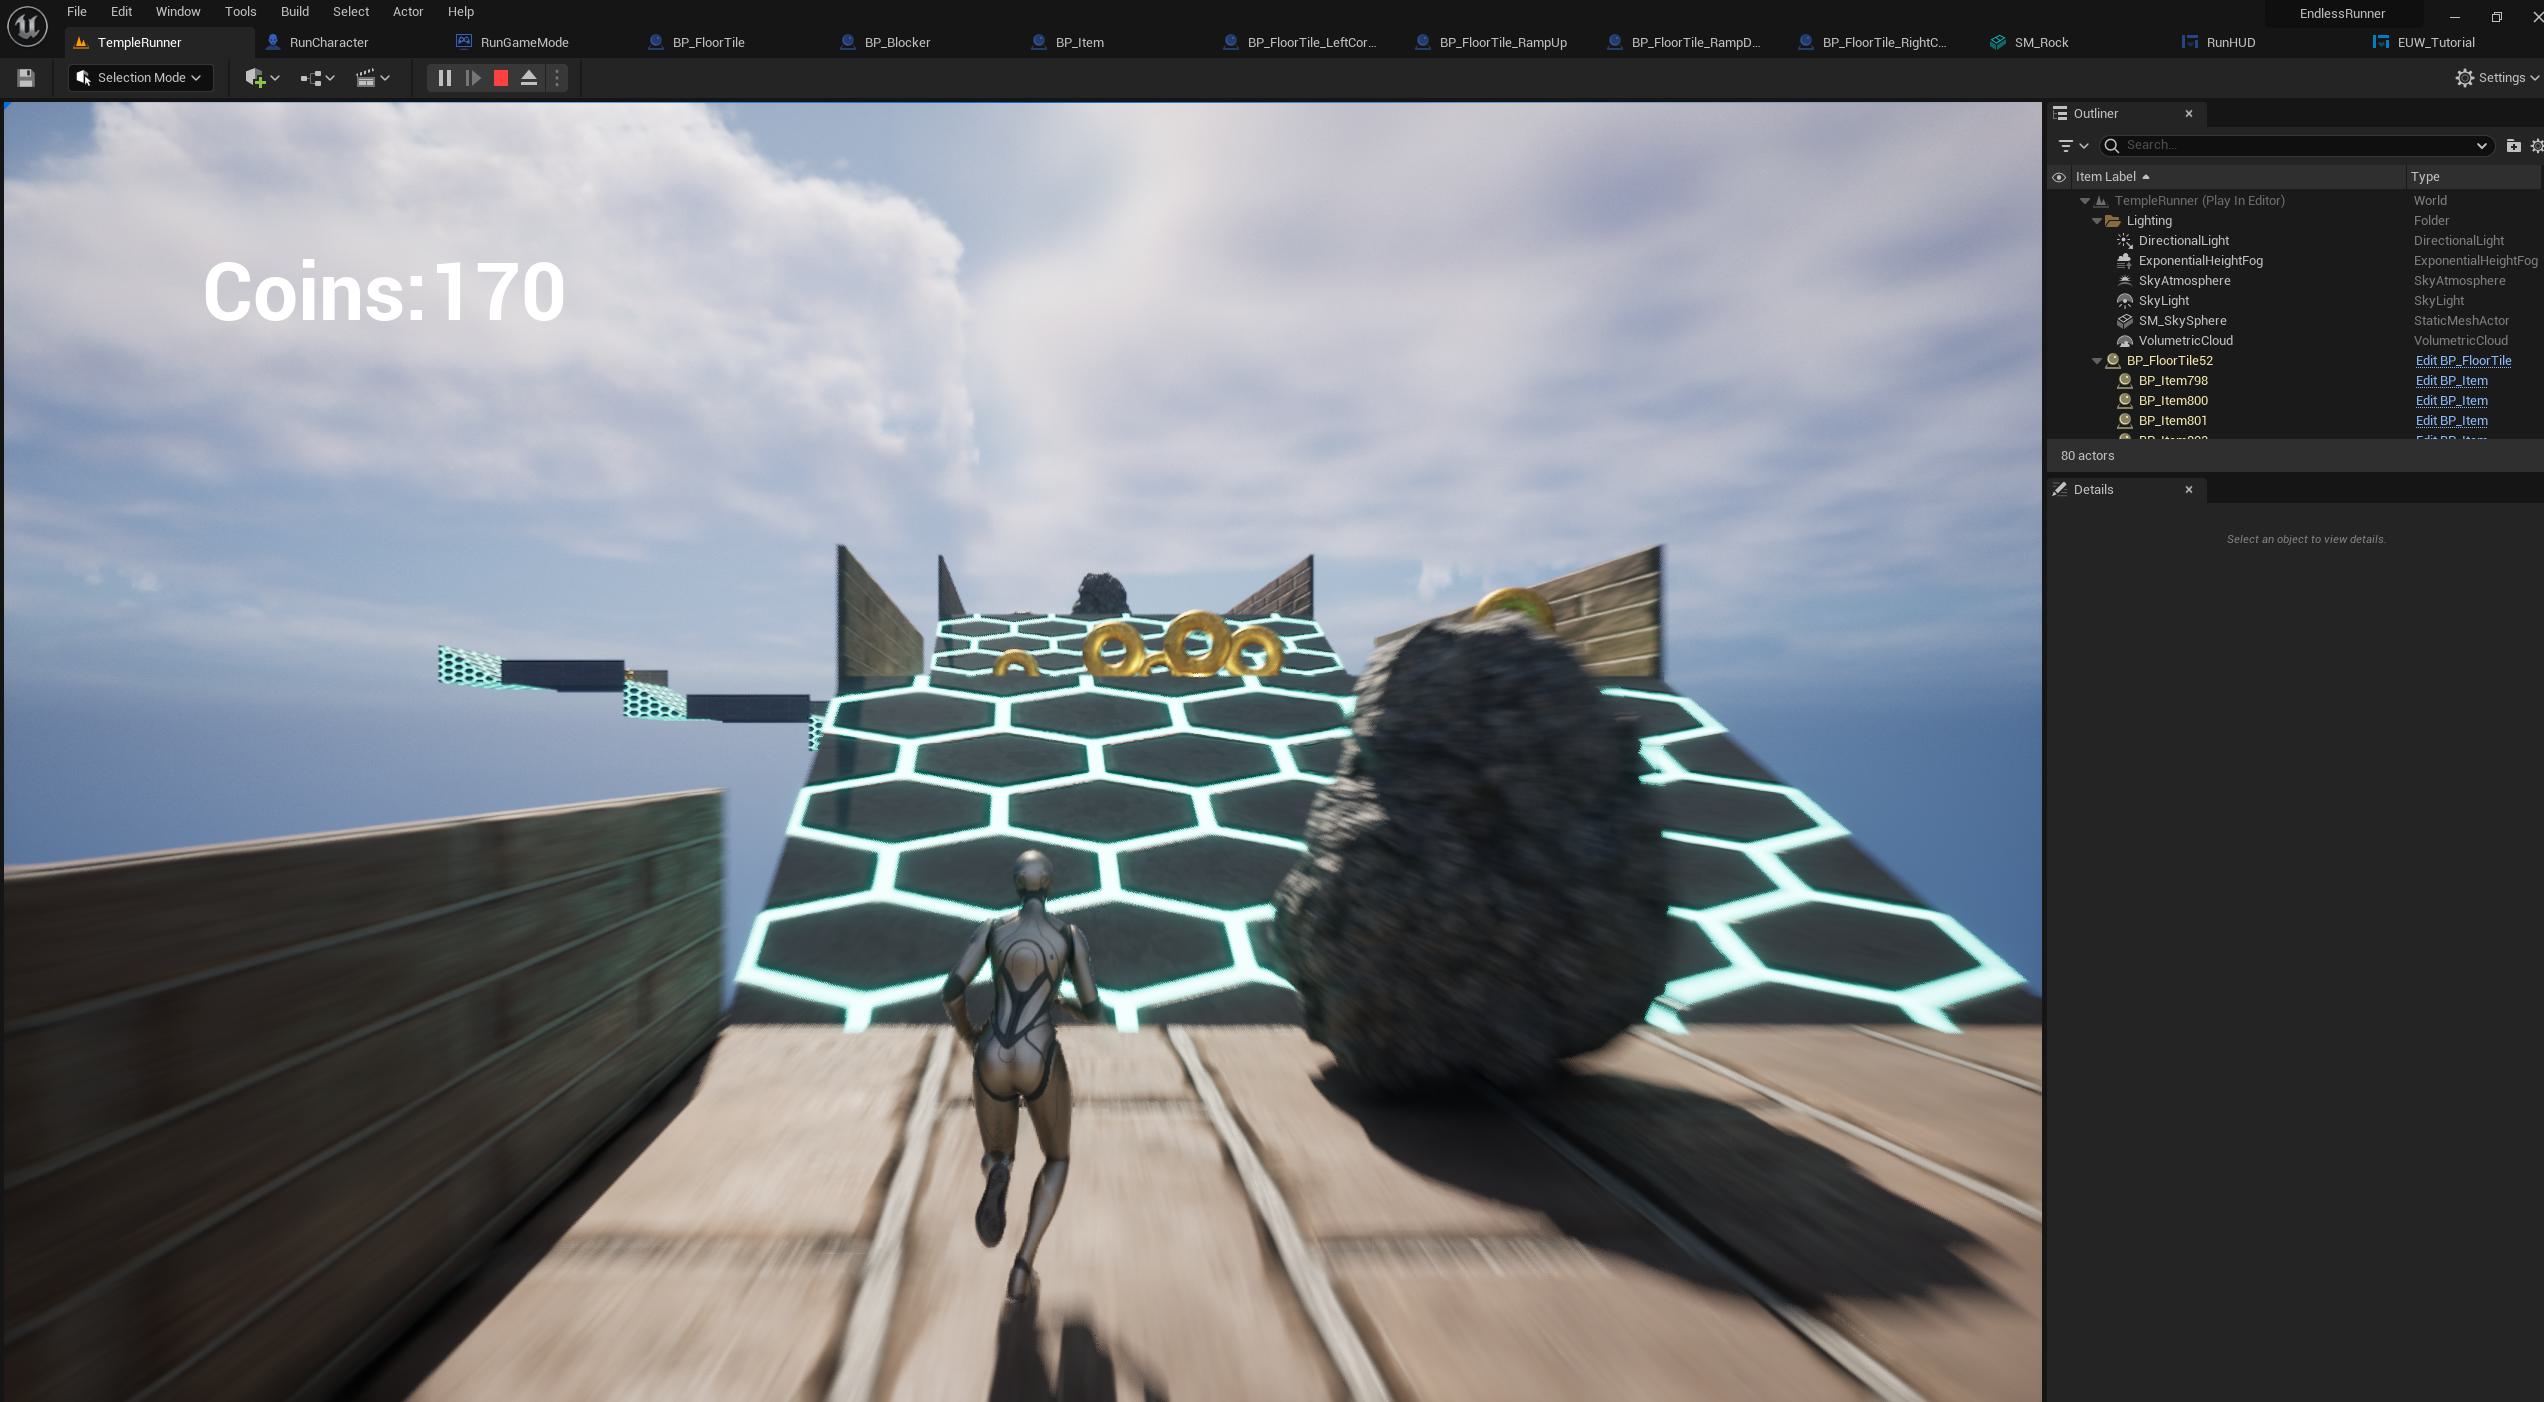 File Edit Window Tools Build Select Actor Help
EndlessRunner
TempleRunner RunCharacter RunGameMode BP_FloorTile BP_Blocker BP_Item BP_FloorTile_LeftCor... BP_FloorTile_RampUp BP_FloorTile_RampD... BP_FloorTile_RightC... SM_Rock RunHUD EUW_Tutorial
Selection Mode
Settings
Coins:170
Outliner
Search...
Item Label Type
TempleRunner (Play In Editor) World
Lighting Folder
DirectionalLight DirectionalLight
ExponentialHeightFog ExponentialHeightFog
SkyAtmosphere SkyAtmosphere
SkyLight SkyLight
SM_SkySphere StaticMeshActor
VolumetricCloud VolumetricCloud
BP_FloorTile52 Edit BP_FloorTile
BP_Item798 Edit BP_Item
BP_Item800 Edit BP_Item
BP_Item801 Edit BP_Item
80 actors
Details
Select an object to view details.